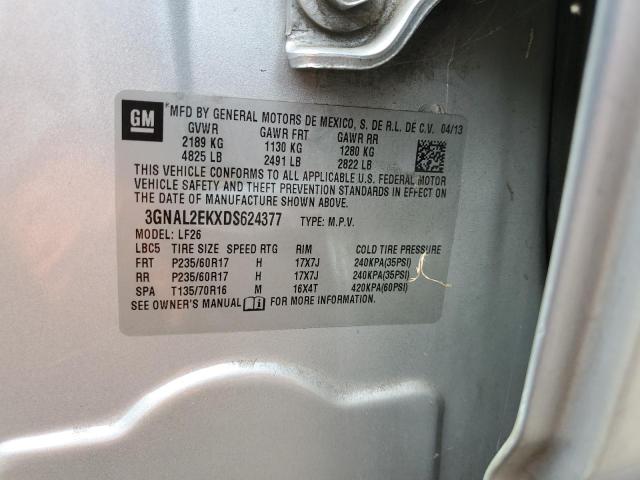 GM
MFD BY GENERAL MOTORS DE MEXICO, S. DE R.L. DE C.V. 04/13
GVWR GAWR FRT GAWR RR
2189 KG 1130 KG 1280 KG
4825 LB 2491 LB 2822 LB
THIS VEHICLE CONFORMS TO ALL APPLICABLE U.S. FEDERAL MOTOR
VEHICLE SAFETY AND THEFT PREVENTION STANDARDS IN EFFECT ON
THE DATE OF MANUFACTURE SHOWN ABOVE.
3GNAL2EKXDS624377 TYPE: M.P.V.
MODEL: LF26
LBC5 TIRE SIZE SPEED RTG RIM COLD TIRE PRESSURE
FRT P235/60R17 H 17X7J 240KPA(35PSI)
RR P235/60R17 H 17X7J 240KPA(35PSI)
SPA T135/70R16 M 16X4T 420KPA(60PSI)
SEE OWNER'S MANUAL FOR MORE INFORMATION.